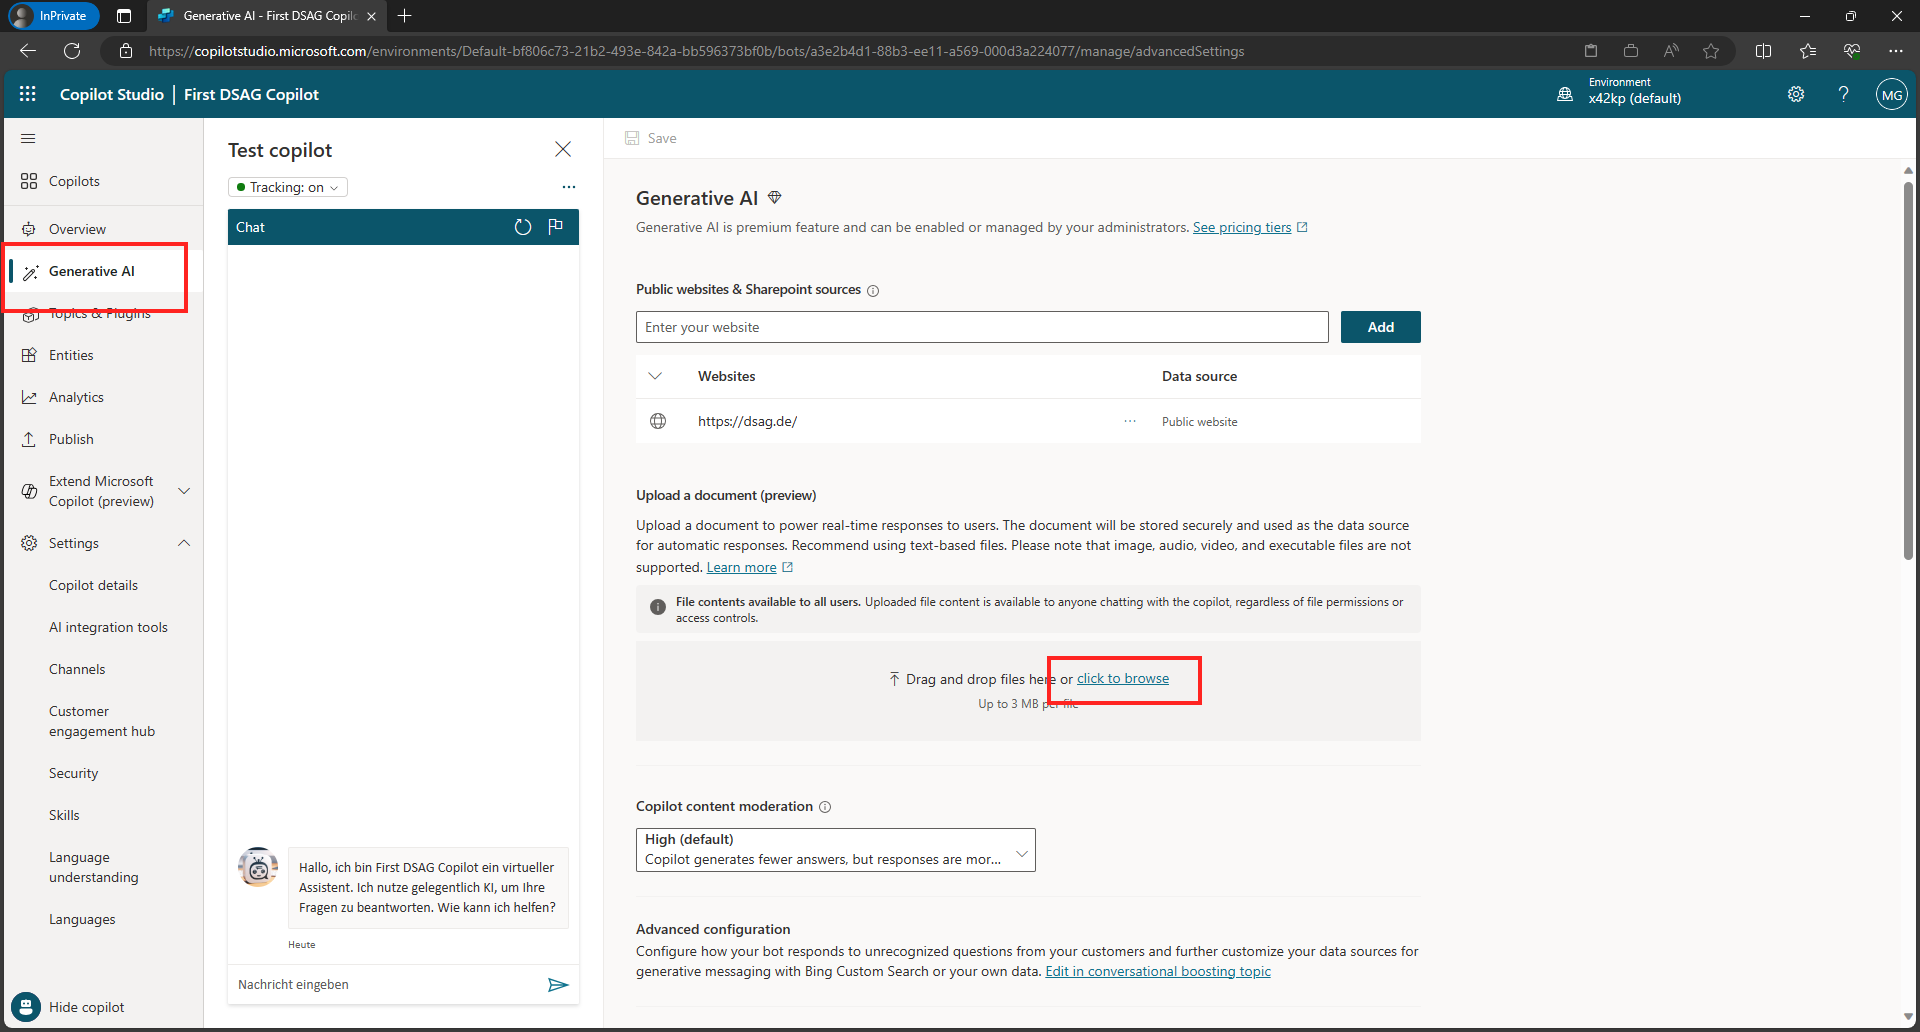 InPrivate
Generative AI - First DSAG Copil
https://copilotstudio.microsoft.com/environments/Default-bf806c73-21b2-493e-842a-bb596373bf0b/bots/a3e2b4d1-88b3-ee11-a569-000d3a224077/manage/advancedSettings
Copilot Studio | First DSAG Copilot
Environment
x42kp (default)
?
MG
Copilots
Overview
Generative AI
Topics & Plugins
Entities
Analytics
Publish
Extend Microsoft
Copilot (preview)
Settings
Copilot details
AI integration tools
Channels
Customer
engagement hub
Security
Skills
Language
understanding
Languages
Hide copilot
Test copilot
Tracking: on
Chat
Hallo, ich bin First DSAG Copilot ein virtueller
Assistent. Ich nutze gelegentlich KI, um Ihre
Fragen zu beantworten. Wie kann ich helfen?
Heute
Nachricht eingeben
Save
Generative AI
Generative AI is premium feature and can be enabled or managed by your administrators. See pricing tiers
Public websites & Sharepoint sources
Enter your website
Add
Websites Data source
https://dsag.de/ ... Public website
Upload a document (preview)
Upload a document to power real-time responses to users. The document will be stored securely and used as the data source
for automatic responses. Recommend using text-based files. Please note that image, audio, video, and executable files are not
supported. Learn more
File contents available to all users. Uploaded file content is available to anyone chatting with the copilot, regardless of file permissions or
access controls.
Drag and drop files here or click to browse
Up to 3 MB per file
Copilot content moderation
High (default)
Copilot generates fewer answers, but responses are mor...
Advanced configuration
Configure how your bot responds to unrecognized questions from your customers and further customize your data sources for
generative messaging with Bing Custom Search or your own data. Edit in conversational boosting topic